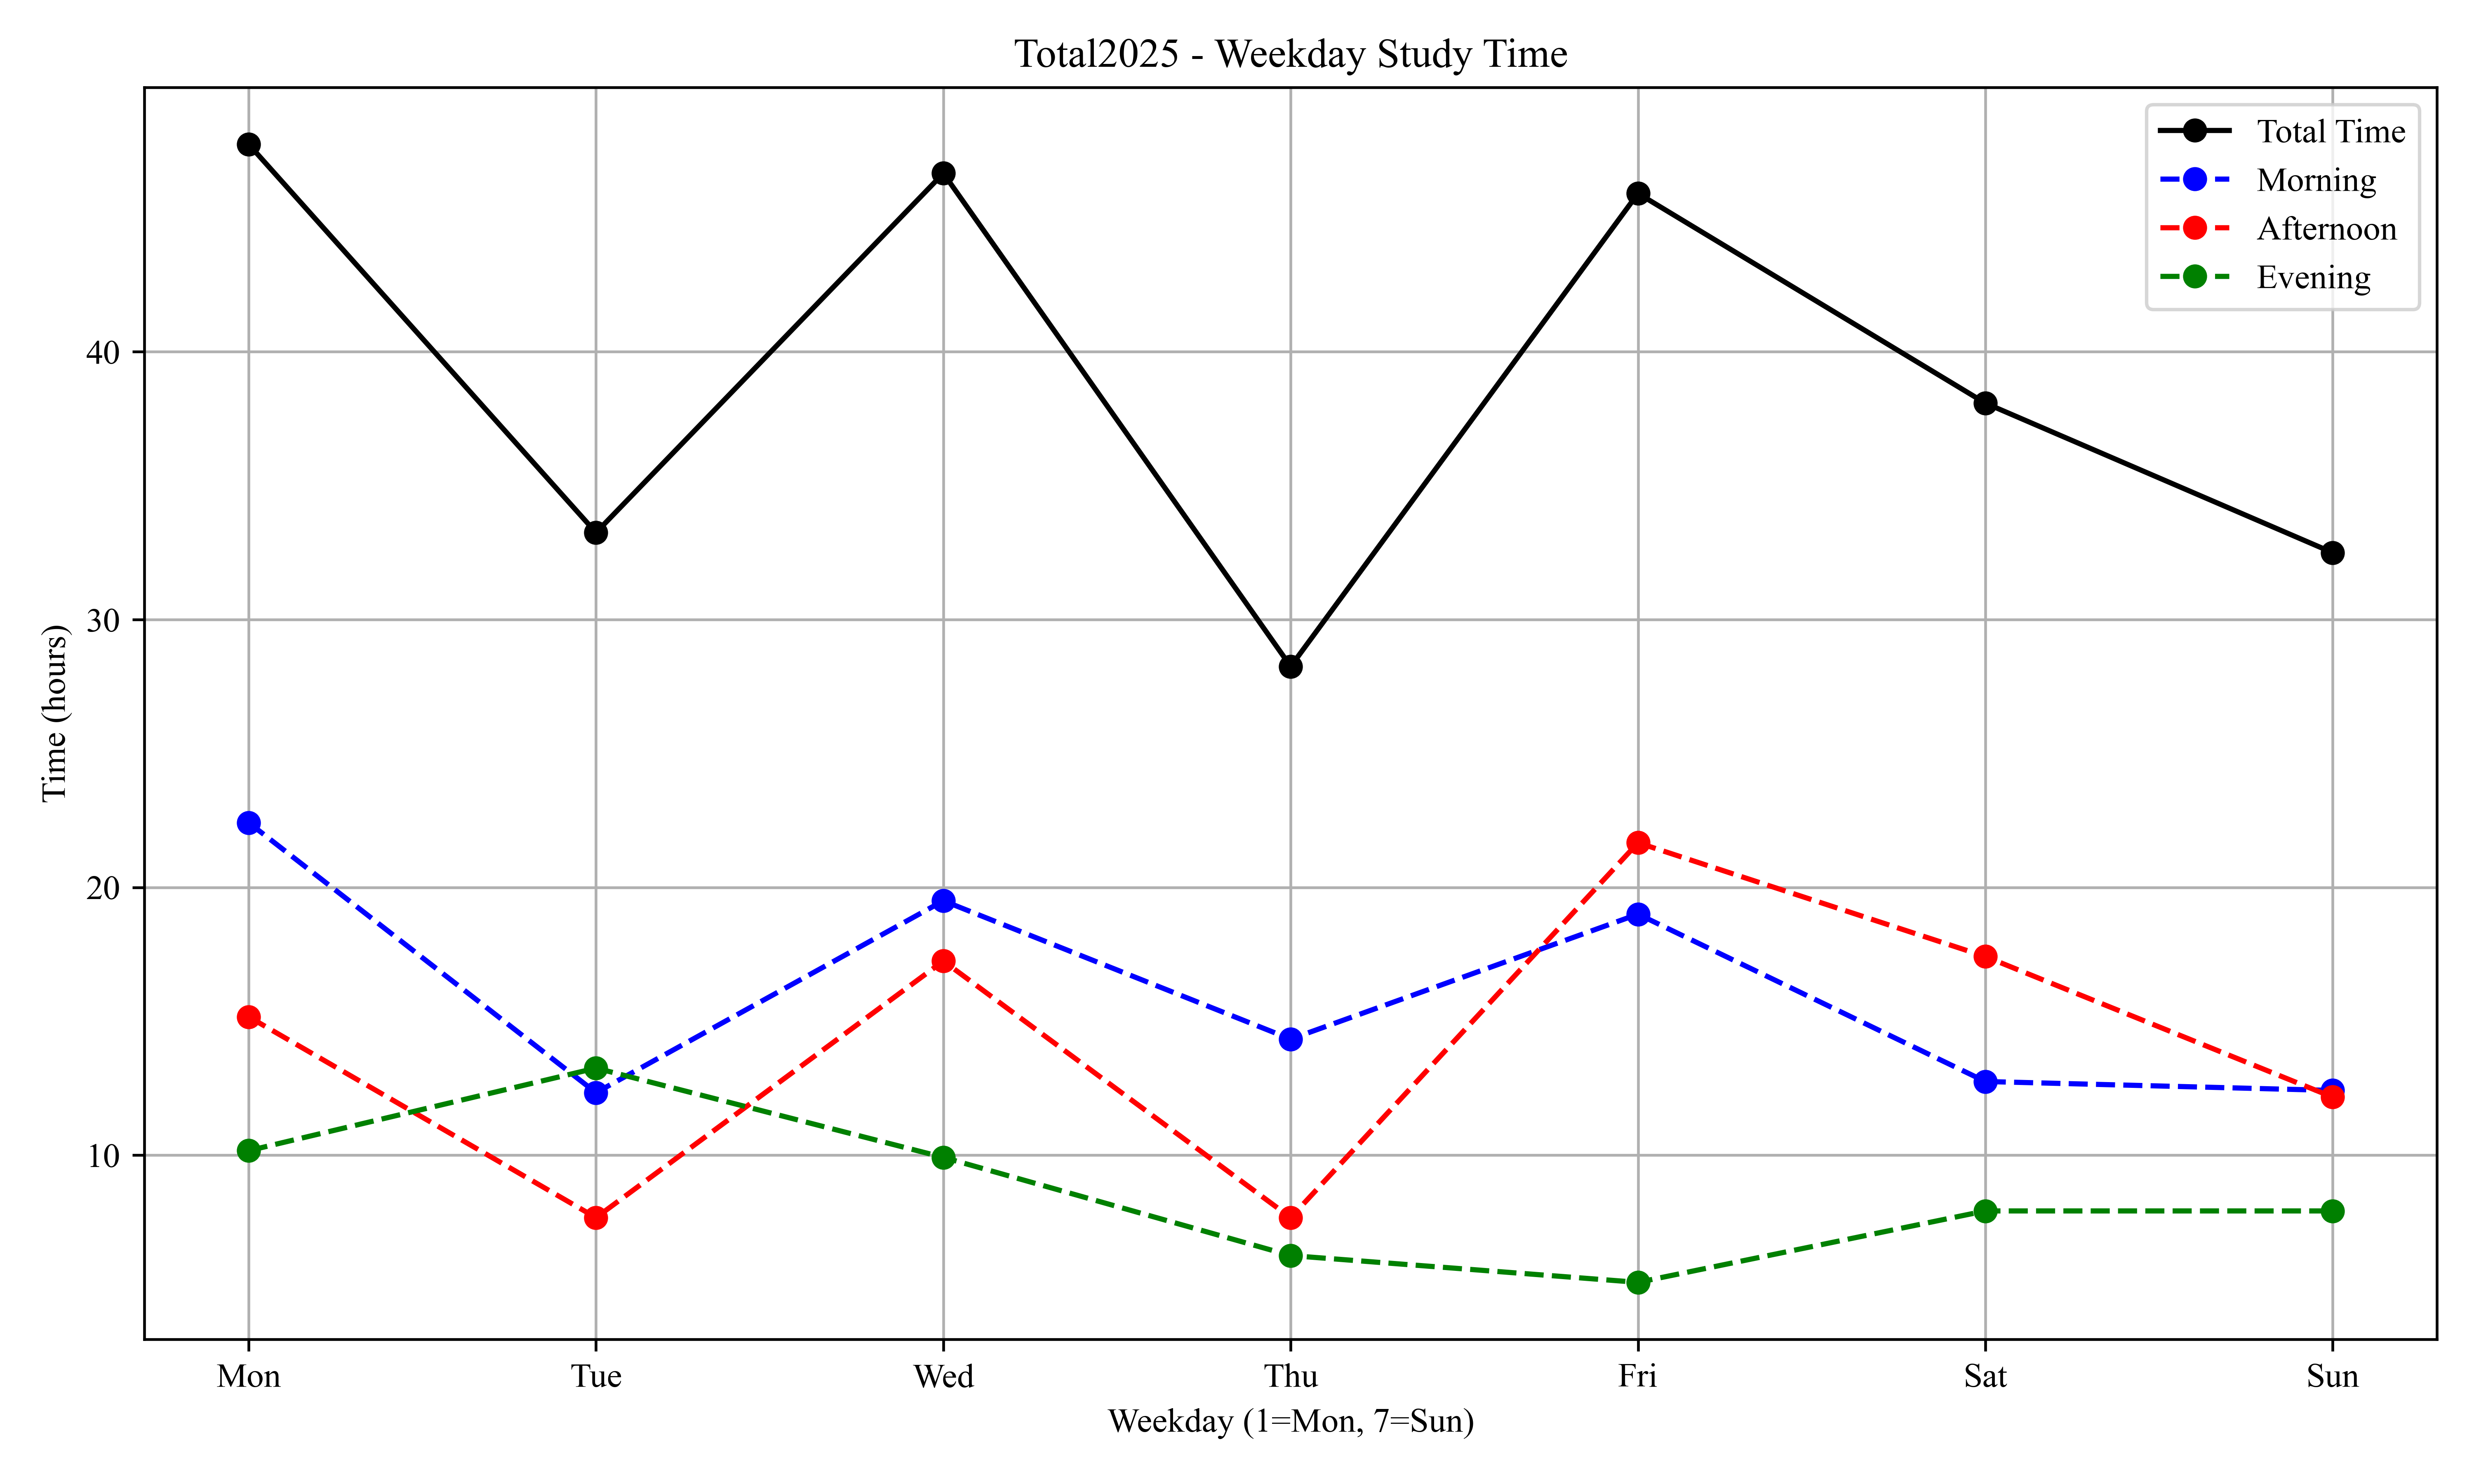 Total2025 - Weekday Study Time
Total Time
Morning
Afternoon
Evening
40
30
20
10
Time (hours)
Mon Tue Wed Thu Fri Sat Sun
Weekday (1=Mon, 7=Sun)